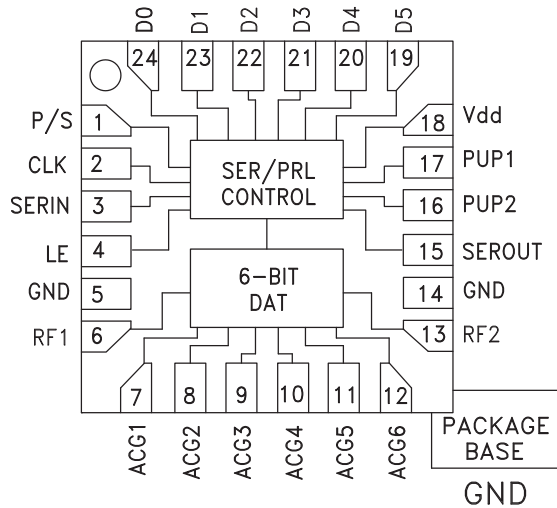 D0
D1
D2
D3
D4
D5
24
23
22
21
20
19
P/S
1
18
Vdd
CLK
2
17
PUP1
SERIN
3
16
PUP2
LE
4
15
SEROUT
GND
5
14
GND
RF1
6
13
RF2
SER/PRL
CONTROL
6-BIT
DAT
7
8
9
10
11
12
ACG1
ACG2
ACG3
ACG4
ACG5
ACG6
PACKAGE
BASE
GND